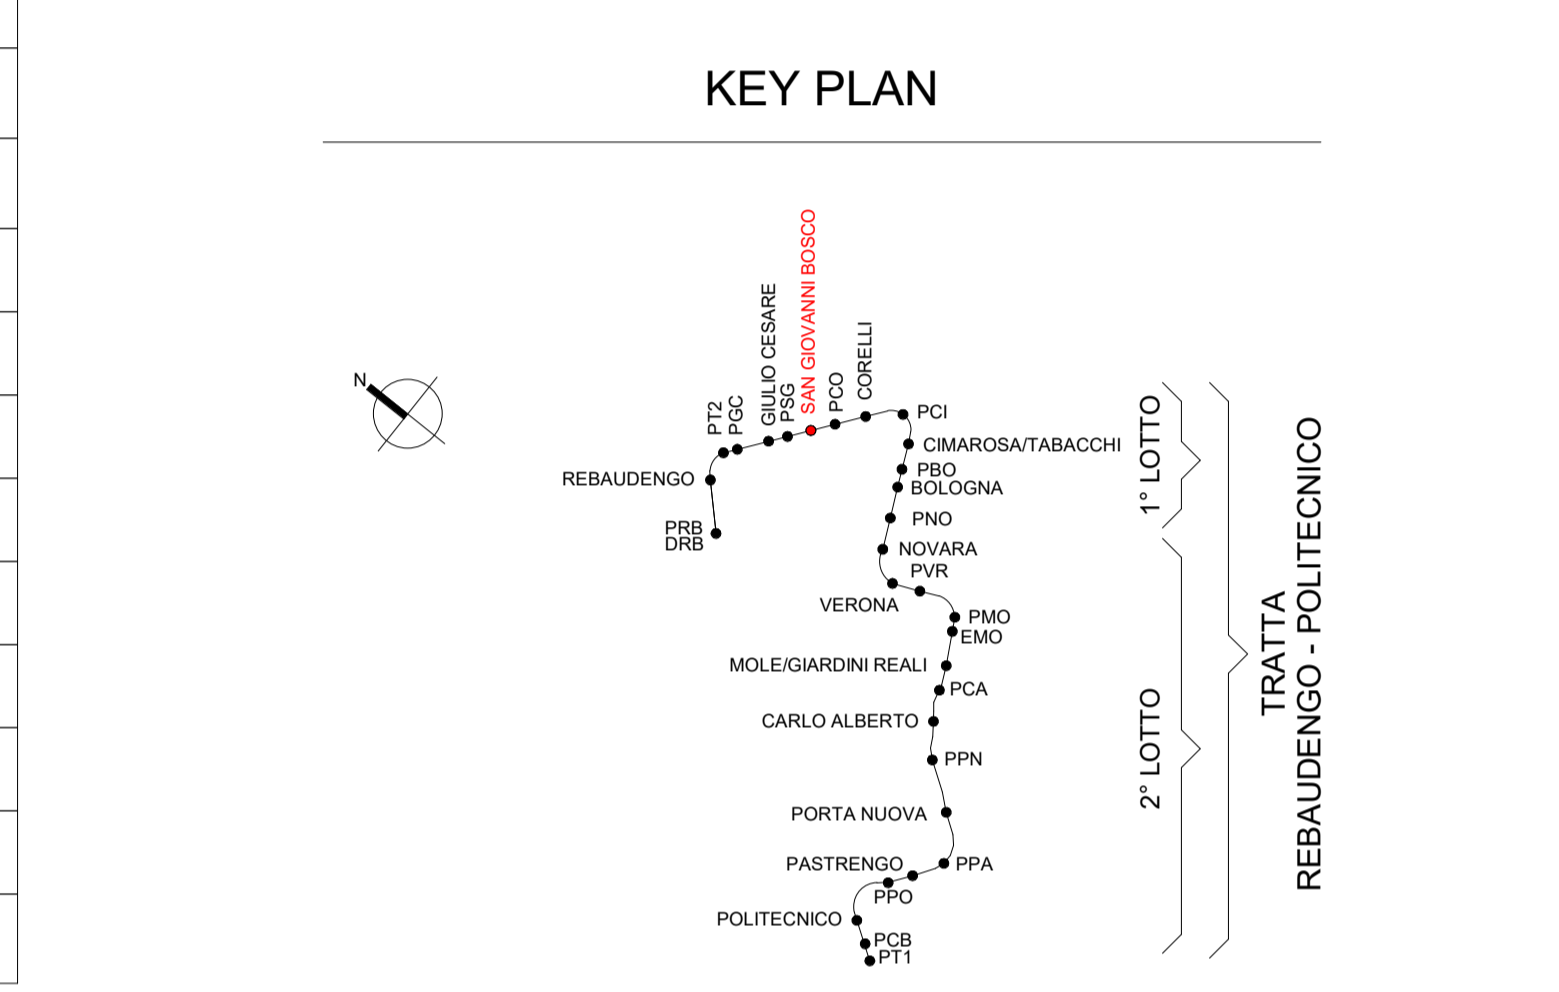 KEY PLAN
N
SAN GIOVANNI BOSCO
GIULIO CESARE
CORELLI
PT2
PGC
PSG
PCO
PCI
CIMAROSA/TABACCHI
REBAUDENGO
PBO
BOLOGNA
PRB
DRB
PNO
NOVARA
PVR
VERONA
PMO
EMO
MOLE/GIARDINI REALI
PCA
CARLO ALBERTO
PPN
PORTA NUOVA
PASTRENGO
PPA
PPO
POLITECNICO
PCB
PT1
1° LOTTO
2° LOTTO
TRATTA
REBAUDENGO - POLITECNICO